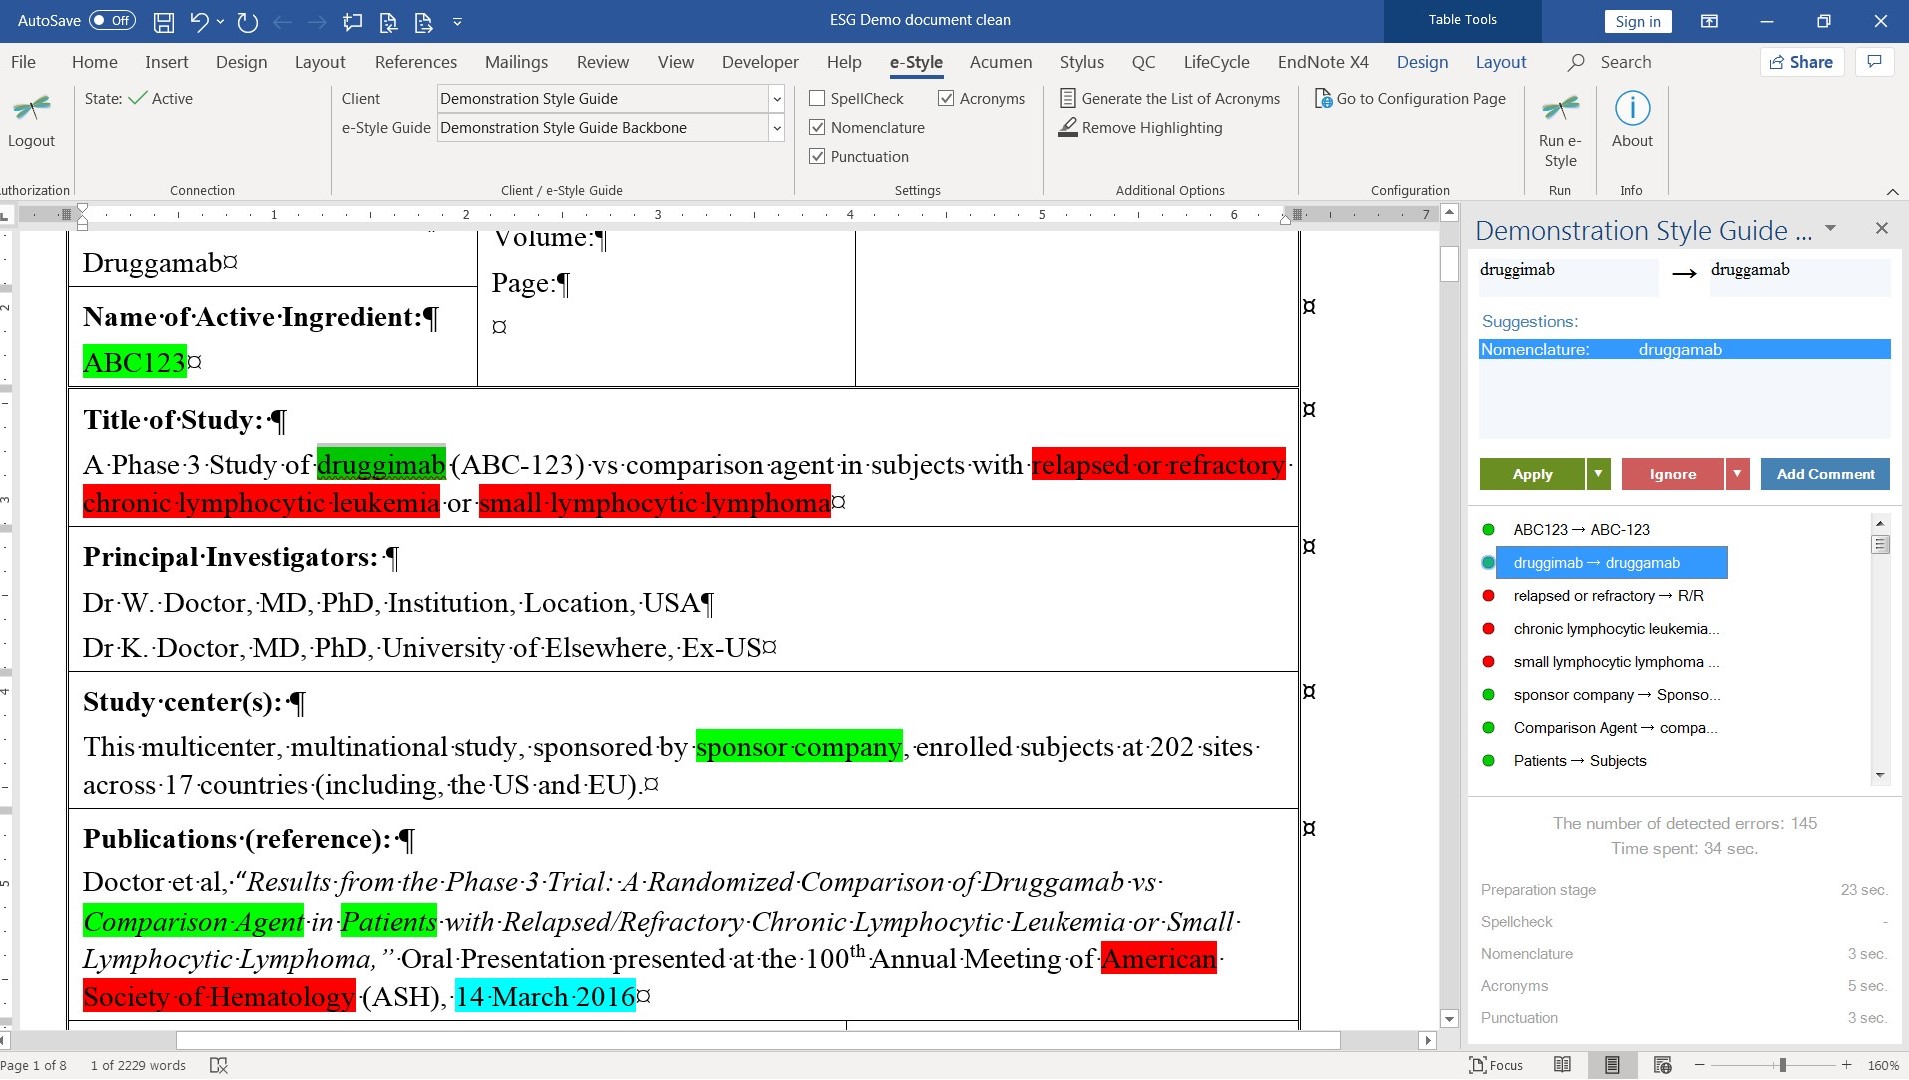 AutoSave Off ESG Demo document clean Table Tools Sign in
File Home Insert Design Layout References Mailings Review View Developer Help e-Style Acumen Stylus QC LifeCycle EndNote X4 Design Layout Search Share
State: Active
Logout
uthorization
Connection
Client Demonstration Style Guide
e-Style Guide Demonstration Style Guide Backbone
Client / e-Style Guide
SpellCheck Acronyms
Nomenclature
Punctuation
Settings
Generate the List of Acronyms
Remove Highlighting
Additional Options
Go to Configuration Page
Configuration
Run e-
Style
Run
About
Info
1 2 3 4 5 6 7
2
3
4
5
Druggamab¤
Name·of·Active·Ingredient:¶
ABC123¤
Volume:¶
Page:¶
¤
¤
Title·of·Study:·¶
A·Phase·3·Study·of·druggimab·(ABC-123)·vs·comparison·agent·in·subjects·with·relapsed·or·refractory·
chronic·lymphocytic·leukemia·or·small·lymphocytic·lymphoma¤
¤
Principal·Investigators:·¶
Dr·W.·Doctor,·MD,·PhD,·Institution,·Location,·USA¶
Dr·K.·Doctor,·MD,·PhD,·University·of·Elsewhere,·Ex-US¤
¤
Study·center(s):·¶
This·multicenter,·multinational·study,·sponsored·by·sponsor·company,·enrolled·subjects·at·202·sites·
across·17·countries·(including,·the·US·and·EU).¤
¤
Publications·(reference):·¶
Doctor·et·al,·“Results·from·the·Phase·3·Trial:·A·Randomized·Comparison·of·Druggamab·vs·
Comparison·Agent·in·Patients·with·Relapsed/Refractory·Chronic·Lymphocytic·Leukemia·or·Small·
Lymphocytic·Lymphoma,”·Oral·Presentation·presented·at·the·100th·Annual·Meeting·of·American·
Society·of·Hematology·(ASH),·14·March·2016¤
¤
Demonstration Style Guide ...
druggimab → druggamab
Suggestions:
Nomenclature: druggamab
Apply Ignore Add Comment
ABC123 → ABC-123
druggimab → druggamab
relapsed or refractory → R/R
chronic lymphocytic leukemia...
small lymphocytic lymphoma ...
sponsor company → Sponso...
Comparison Agent → compa...
Patients → Subjects
The number of detected errors: 145
Time spent: 34 sec.
Preparation stage 23 sec.
Spellcheck -
Nomenclature 3 sec.
Acronyms 5 sec.
Punctuation 3 sec.
Page 1 of 8 1 of 2229 words Focus 160%